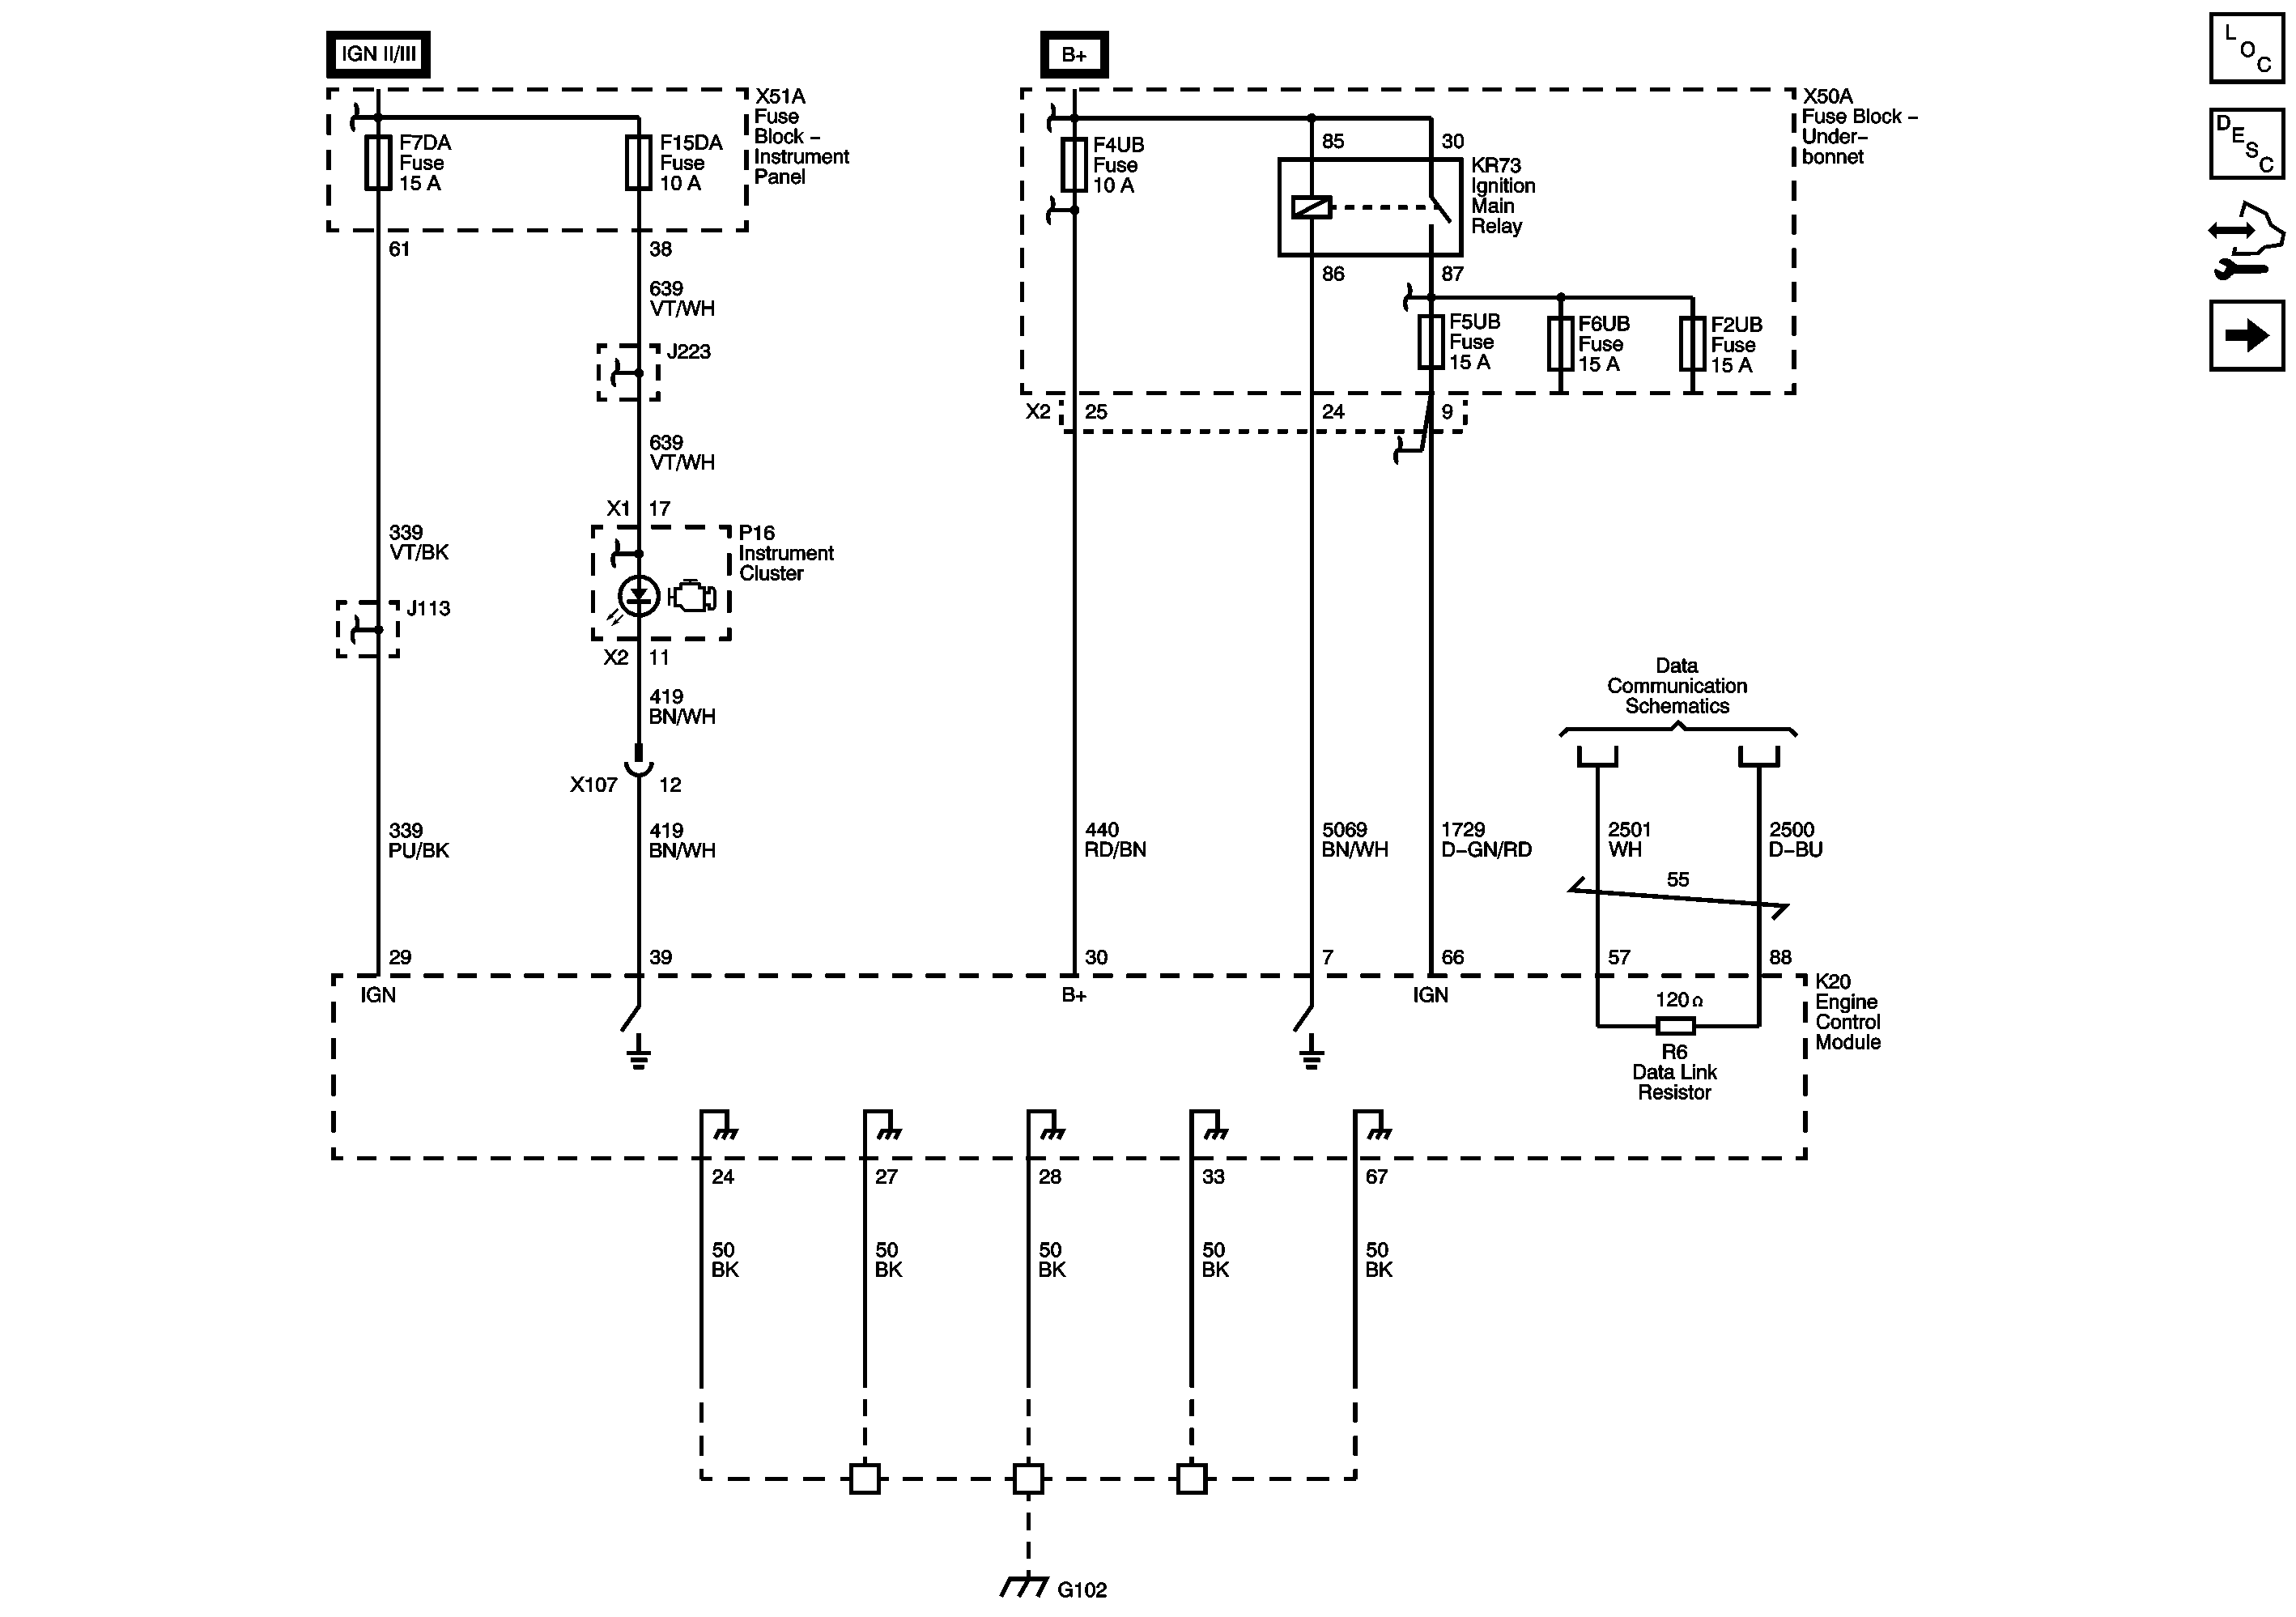 IGN II/III
B+
L
O
C
X51A
Fuse
Block –
Instrument
Panel
F7DA
Fuse
15 A
F15DA
Fuse
10 A
F4UB
Fuse
10 A
85
30
KR73
Ignition
Main
Relay
X50A
Fuse Block –
Under–
bonnet
D
E
S
C
61
38
86
87
639
VT/WH
F5UB
Fuse
15 A
F6UB
Fuse
15 A
F2UB
Fuse
15 A
J223
X2
25
24
9
639
VT/WH
X1
17
339
VT/BK
P16
Instrument
Cluster
J113
X2
11
419
BN/WH
Data
Communication
Schematics
X107
12
339
PU/BK
419
BN/WH
440
RD/BN
5069
BN/WH
1729
D–GN/RD
2501
WH
2500
D–BU
55
29
39
30
7
66
57
88
IGN
B+
IGN
120 Ω
K20
Engine
Control
Module
R6
Data Link
Resistor
24
27
28
33
67
50
BK
50
BK
50
BK
50
BK
50
BK
G102